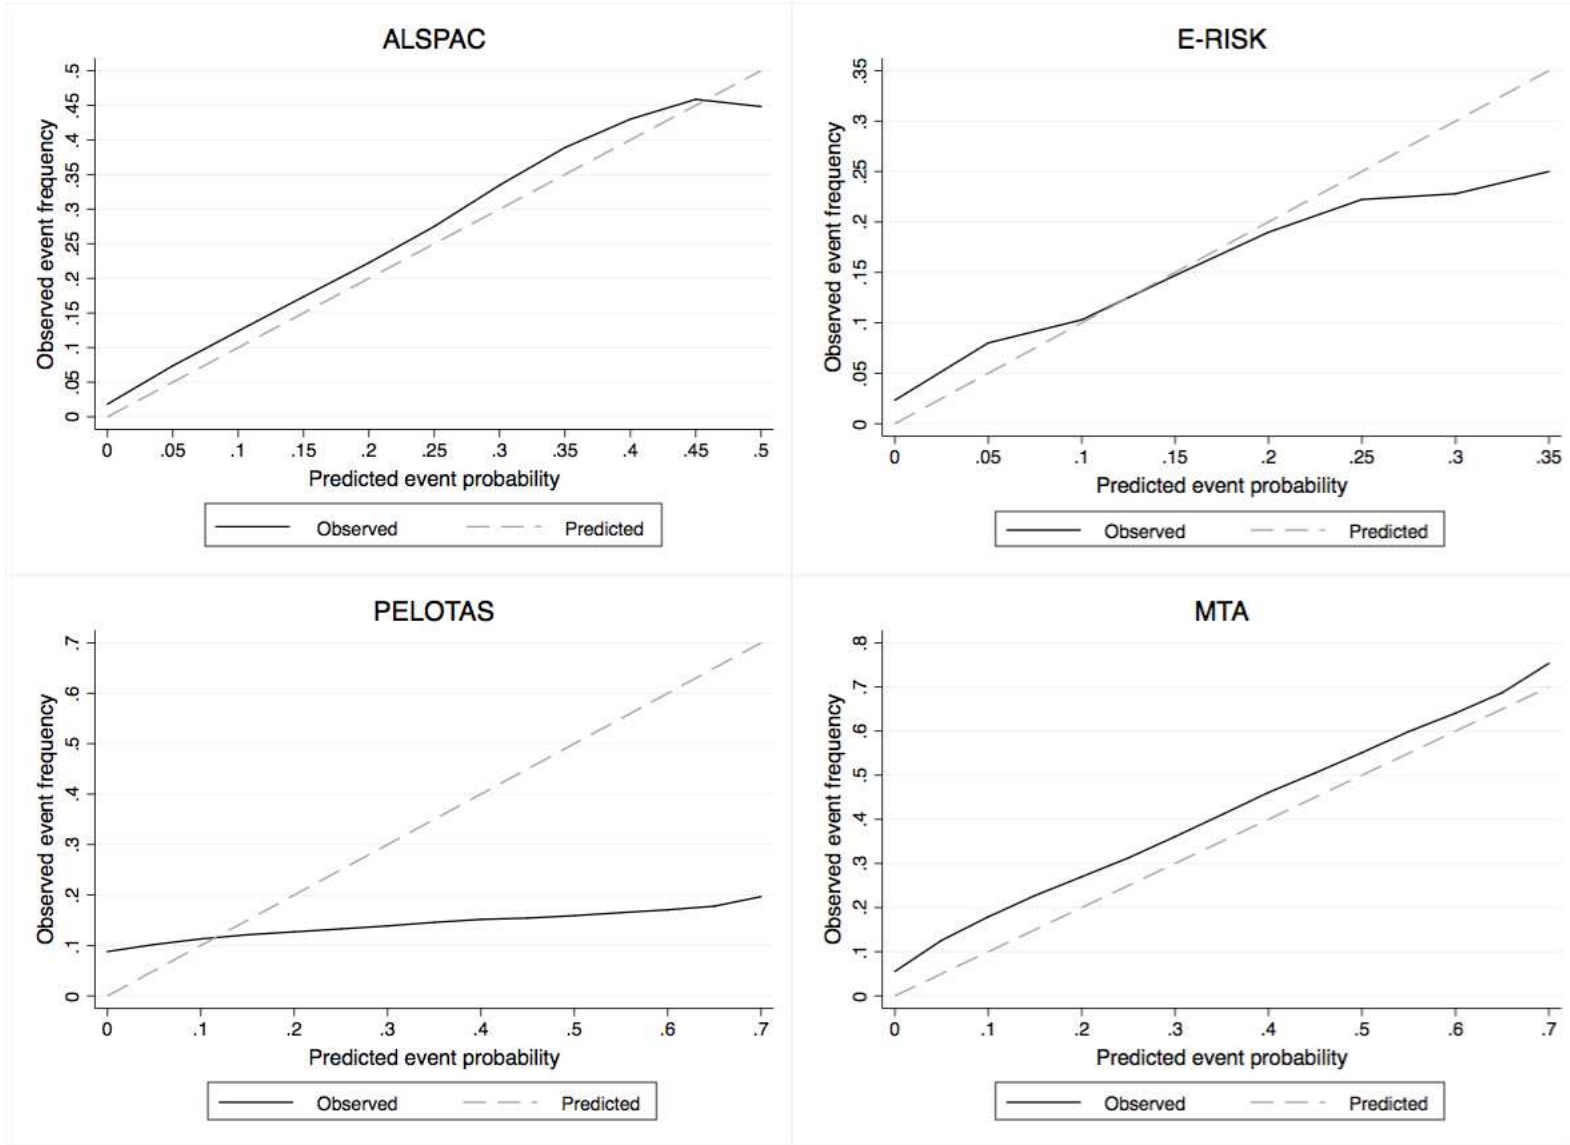 ALSPAC
Observed event frequency
.5
.45
.4
.35
.3
.25
.2
.15
.1
.05
0
0 .05 .1 .15 .2 .25 .3 .35 .4 .45 .5
Predicted event probability
Observed Predicted
E-RISK
Observed event frequency
.35
.3
.25
.2
.15
.1
.05
0
0 .05 .1 .15 .2 .25 .3 .35
Predicted event probability
Observed Predicted
PELOTAS
Observed event frequency
.7
.6
.5
.4
.3
.2
.1
0
0 .1 .2 .3 .4 .5 .6 .7
Predicted event probability
Observed Predicted
MTA
Observed event frequency
.8
.7
.6
.5
.4
.3
.2
.1
0
0 .1 .2 .3 .4 .5 .6 .7
Predicted event probability
Observed Predicted